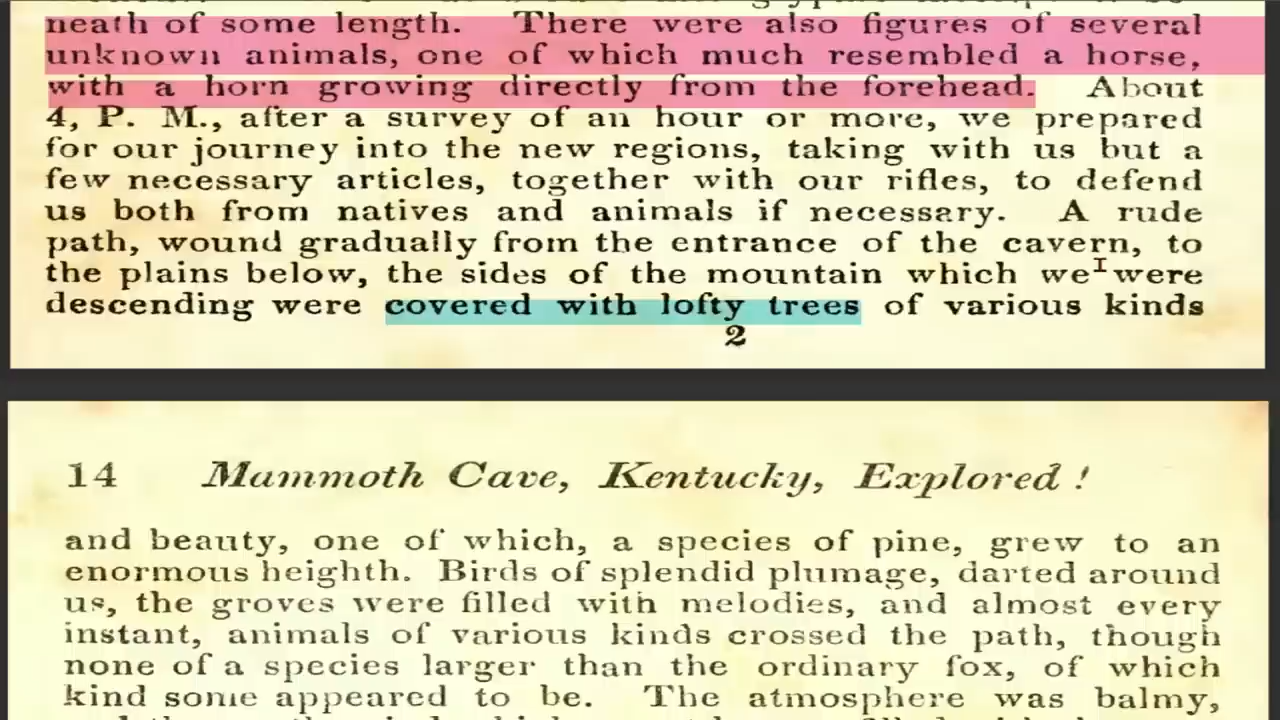 neath of some length. There were also figures of several
unknown animals, one of which much resembled a horse,
with a horn growing directly from the forehead. About
4, P. M., after a survey of an hour or more, we prepared
for our journey into the new regions, taking with us but a
few necessary articles, together with our rifles, to defend
us both from natives and animals if necessary. A rude
path, wound gradually from the entrance of the cavern, to
the plains below, the sides of the mountain which we were
descending were covered with lofty trees of various kinds
2
14 Mammoth Cave, Kentucky, Explored !
and beauty, one of which, a species of pine, grew to an
enormous heighth. Birds of splendid plumage, darted around
us, the groves were filled with melodies, and almost every
instant, animals of various kinds crossed the path, though
none of a species larger than the ordinary fox, of which
kind some appeared to be. The atmosphere was balmy,